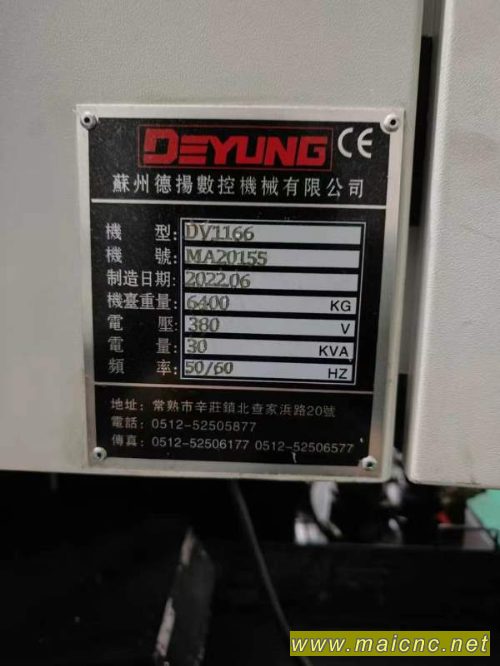 DEYUNG CE
蘇州德揚數控機械有限公司
機 型: DV1166
機 號: MA20155
制造日期: 2022.06
機臺重量: 6400 KG
電 壓: 380 V
電 量: 30 KVA
頻 率: 50/60 HZ
地址: 常熟市辛莊鎮北查家浜路20號
電話: 0512-52505877
傳真: 0512-52506177 0512-52506577
www.maicnc.net